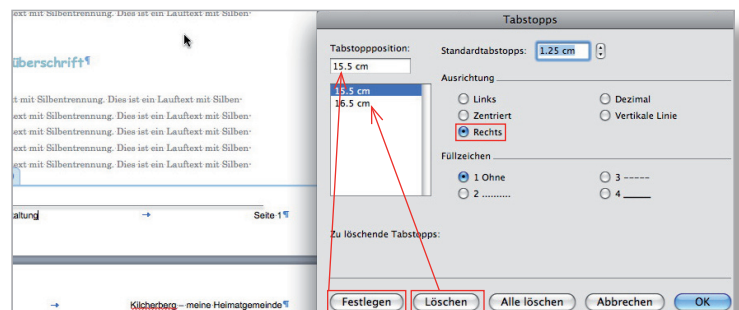 ext mit Silbentrennung. Dies ist ein Lauftext mit Silben-
überschrift¶
t mit Silbentrennung. Dies ist ein Lauftext mit Silben-
ext mit Silbentrennung. Dies ist ein Lauftext mit Silben-
ext mit Silbentrennung. Dies ist ein Lauftext mit Silben-
ext mit Silbentrennung. Dies ist ein Lauftext mit Silben-
ext mit Silbentrennung. Dies ist ein Lauftext mit Silben-
altung → Seite·1¶
→ Kilcherberg – meine Heimatgemeinde¶
Tabstopps
Tabstoppposition:
15.5 cm
15.5 cm
16.5 cm
Standardtabstopps: 1.25 cm
Ausrichtung
Links
Dezimal
Zentriert
Vertikale Linie
Rechts
Füllzeichen
1 Ohne
3 -----
2 ..........
4 ____
Zu löschende Tabstopps:
Festlegen
Löschen
Alle löschen
Abbrechen
OK